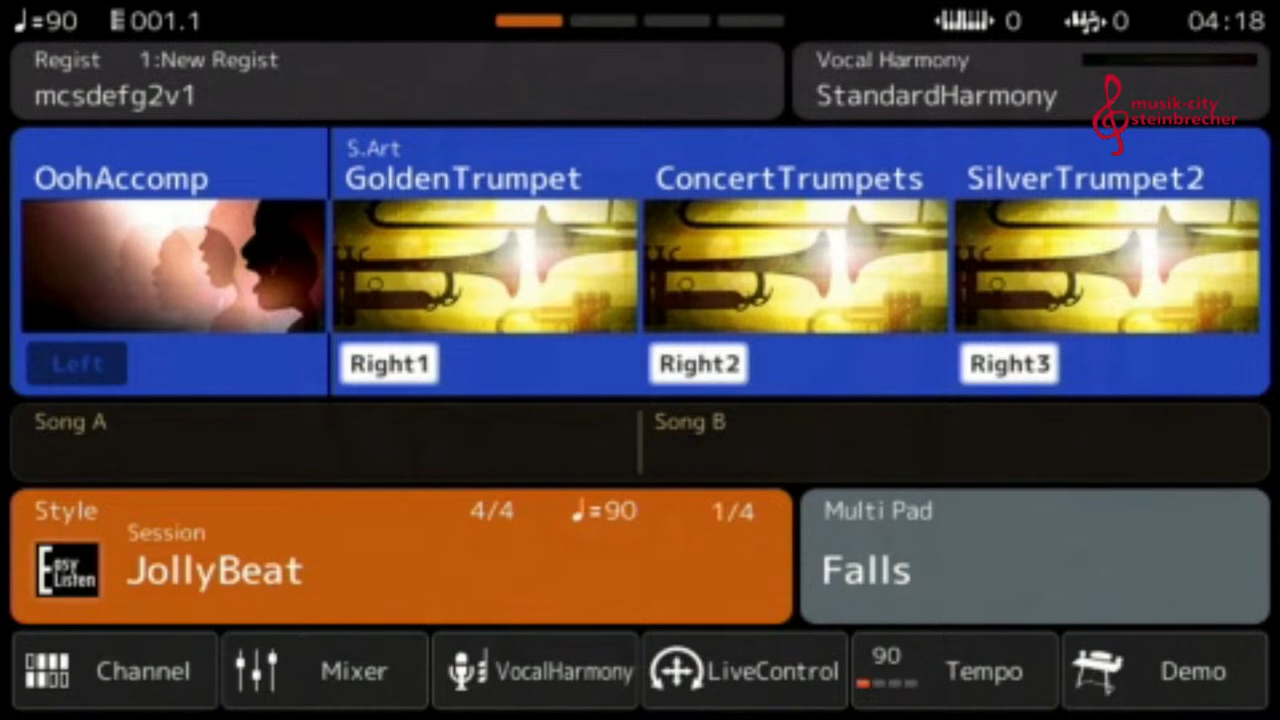 ♩=90 001.1 0 0 04:18
Regist 1:New Regist
mcsdefg2v1
Vocal Harmony
StandardHarmony
musik-city
steinbrecher
OohAccomp
S.Art
GoldenTrumpet
ConcertTrumpets
SilverTrumpet2
Left
Right1
Right2
Right3
Song A
Song B
Style 4/4 ♩=90 1/4
Session
Easy
Listen
JollyBeat
Multi Pad
Falls
Channel
Mixer
VocalHarmony
LiveControl
90
Tempo
Demo